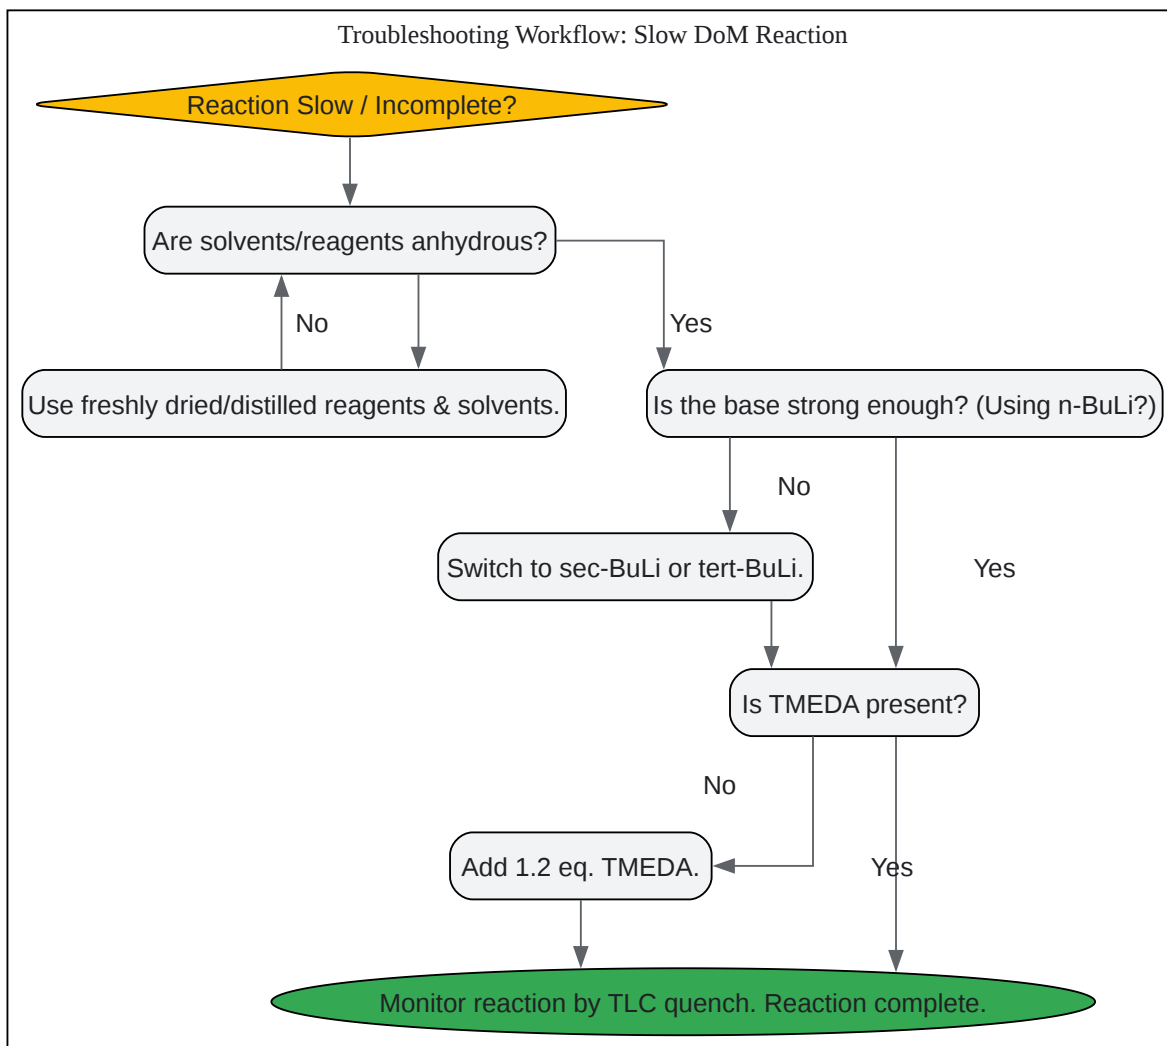 Troubleshooting Workflow: Slow DoM Reaction
Reaction Slow / Incomplete?
Are solvents/reagents anhydrous?
No
Yes
Use freshly dried/distilled reagents & solvents.
Is the base strong enough? (Using n-BuLi?)
No
Switch to sec-BuLi or tert-BuLi.
Yes
Is TMEDA present?
No
Add 1.2 eq. TMEDA.
Yes
Monitor reaction by TLC quench. Reaction complete.